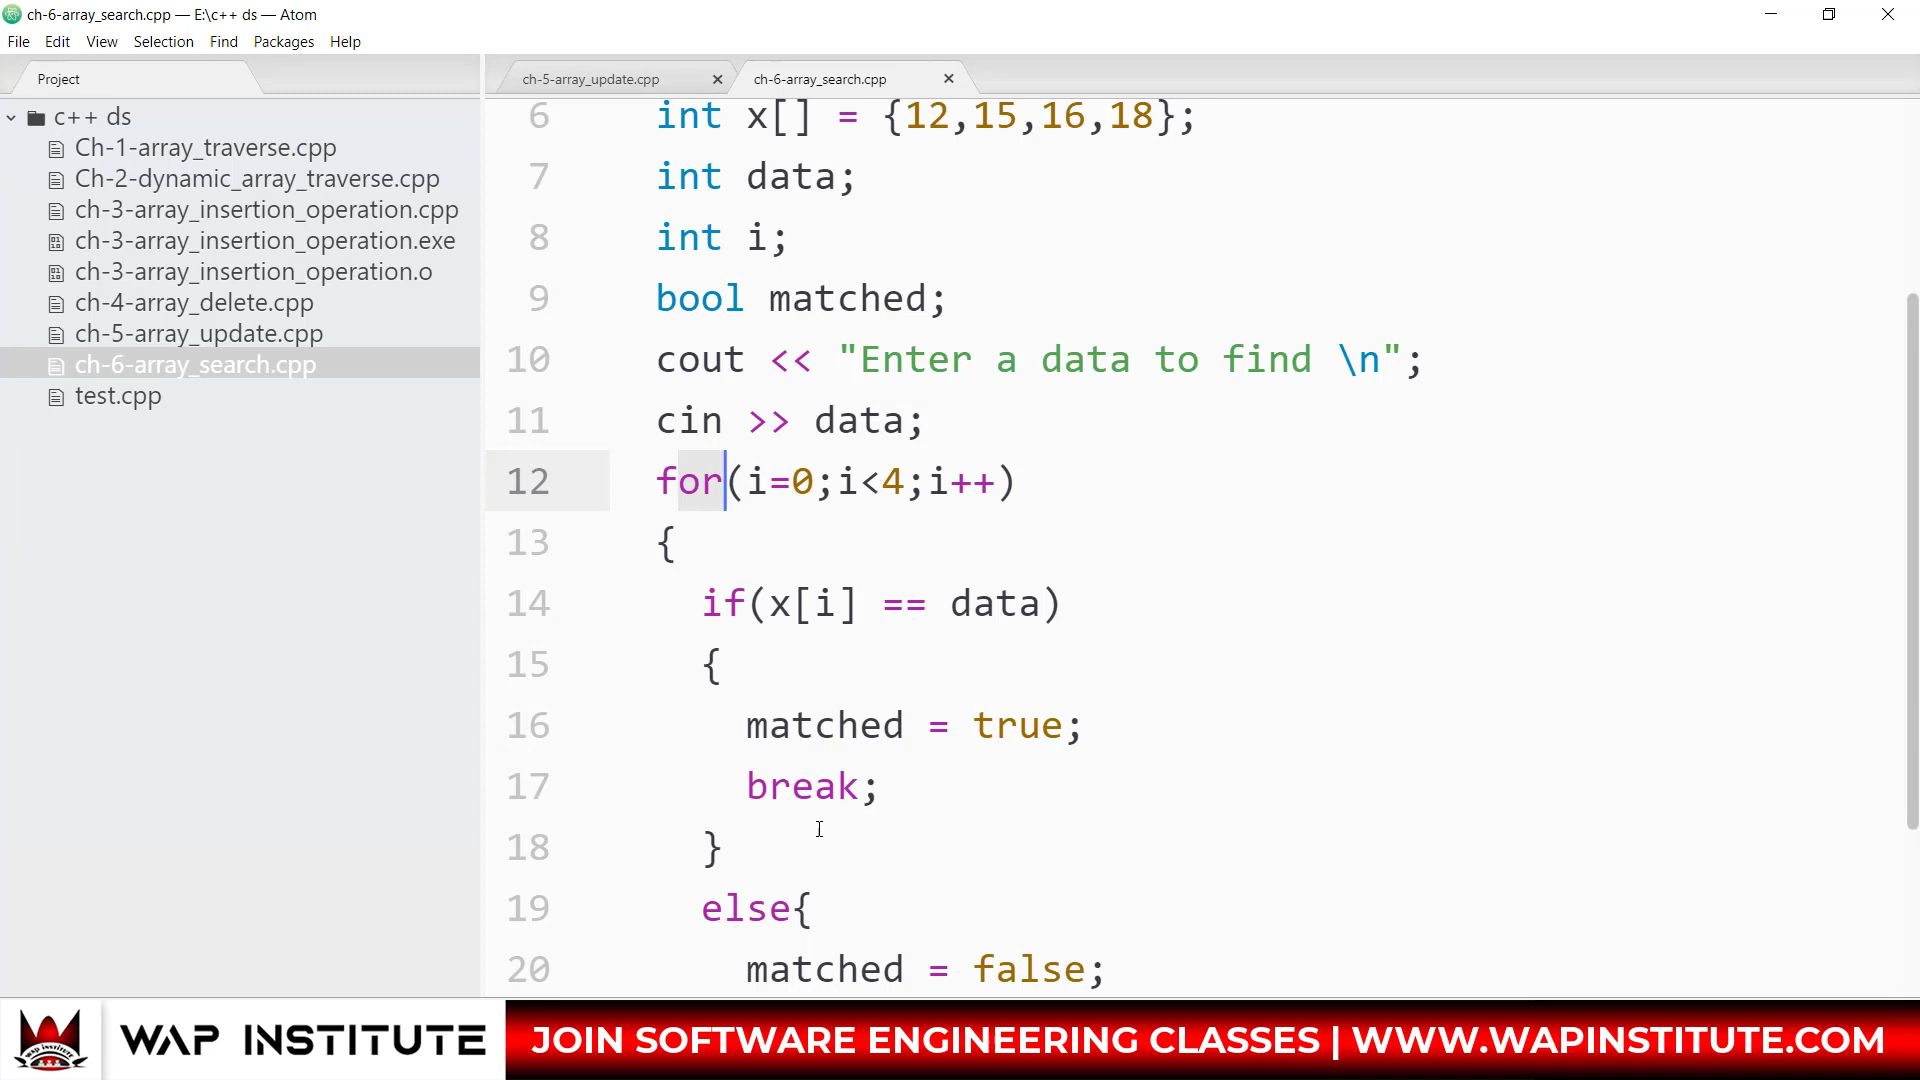 ch-6-array_search.cpp — E:\c++ ds — Atom
File Edit View Selection Find Packages Help
Project
c++ ds
Ch-1-array_traverse.cpp
Ch-2-dynamic_array_traverse.cpp
ch-3-array_insertion_operation.cpp
ch-3-array_insertion_operation.exe
ch-3-array_insertion_operation.o
ch-4-array_delete.cpp
ch-5-array_update.cpp
ch-6-array_search.cpp
test.cpp
ch-5-array_update.cpp
ch-6-array_search.cpp
6 int x[] = {12,15,16,18};
7 int data;
8 int i;
9 bool matched;
10 cout << "Enter a data to find \n";
11 cin >> data;
12 for(i=0;i<4;i++)
13 {
14 if(x[i] == data)
15 {
16 matched = true;
17 break;
18 }
19 else{
20 matched = false;
WAP INSTITUTE
JOIN SOFTWARE ENGINEERING CLASSES | WWW.WAPINSTITUTE.COM